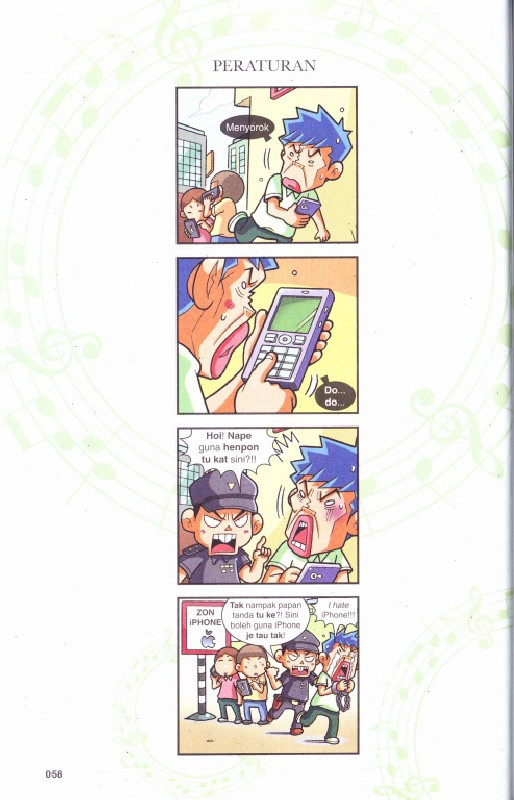 PERATURAN
Menyorok
Do...
do...
Hoi! Nape
guna henpon
tu kat sini?!!
ZON
iPHONE
Tak nampak papan
tanda tu ke?! Sini
boleh guna iPhone
je tau tak!
I hate
iPhone!!!
058